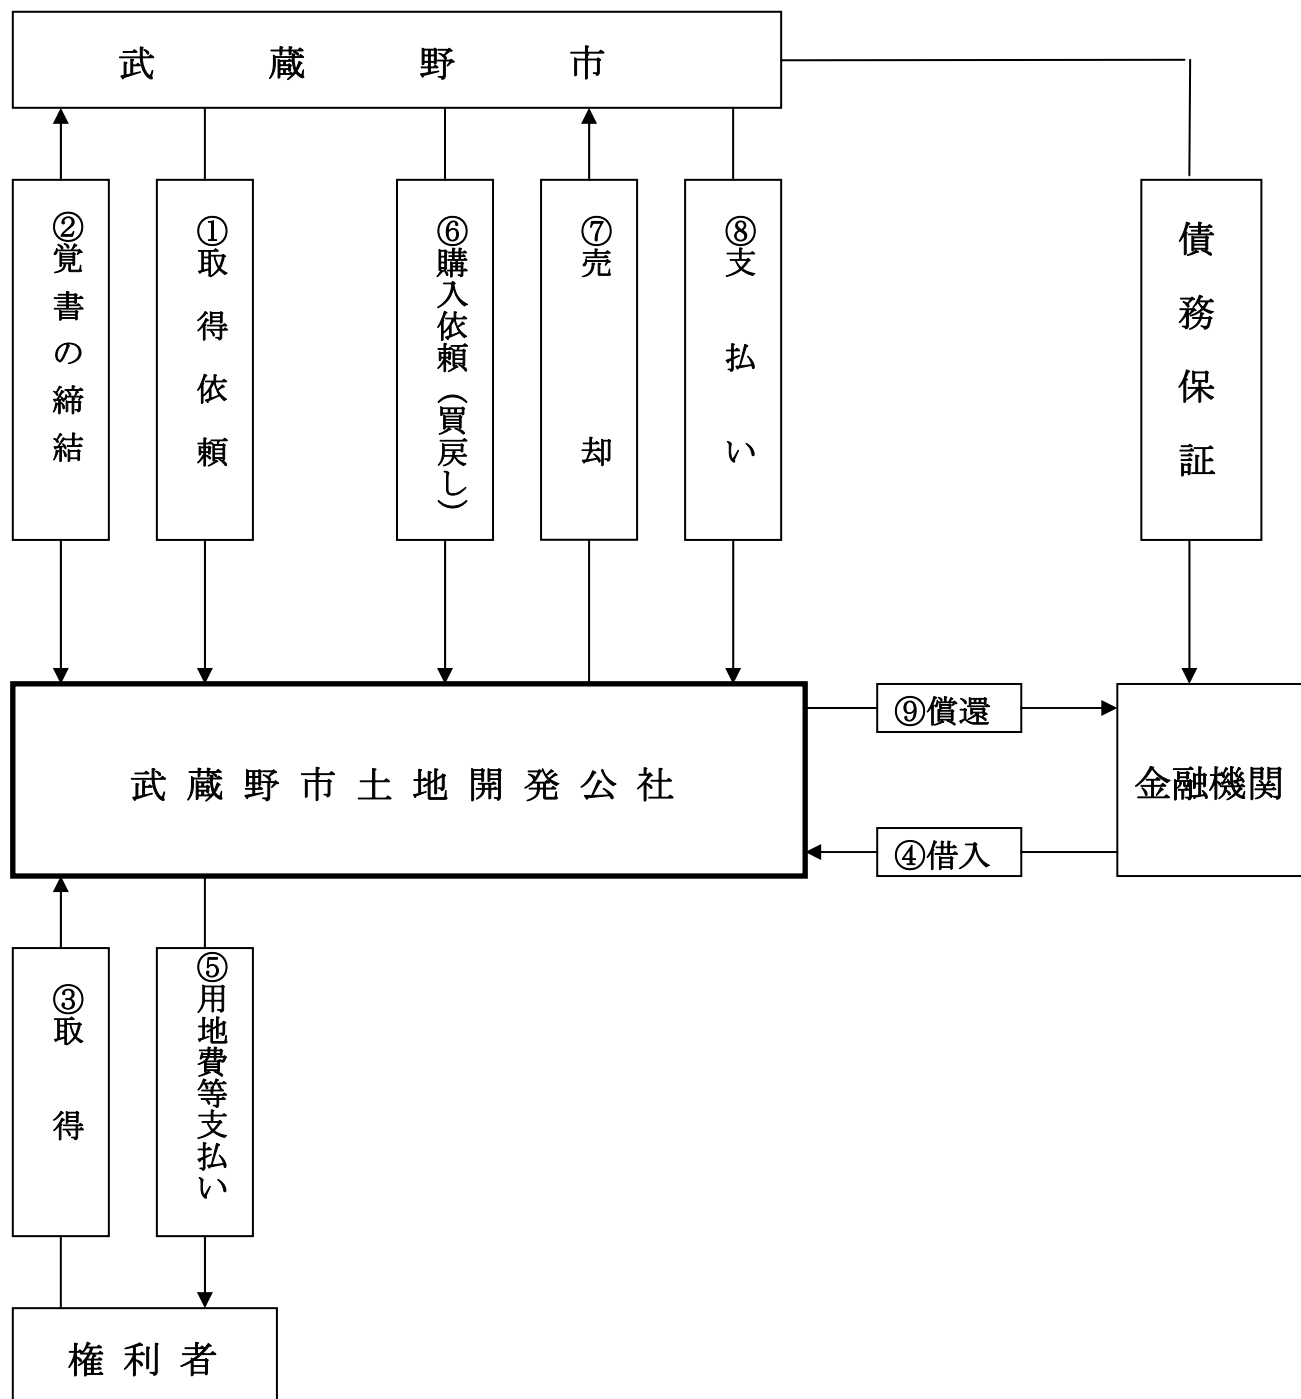 武蔵野市
②覚書の締結
①取得依頼
⑥購入依頼（買戻し）
⑦売却
⑧支払い
債務保証
武蔵野市土地開発公社
⑨償還
④借入
金融機関
③取得
⑤用地費等支払い
権利者